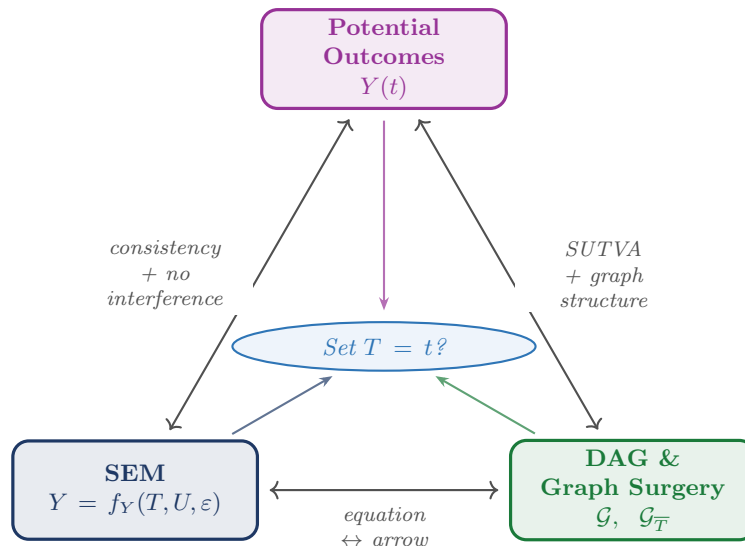 Potential
Outcomes
Y(t)
consistency
+ no
interference
SUTVA
+ graph
structure
Set T = t?
SEM
Y = f_Y(T, U, ε)
DAG &
Graph Surgery
𝒢, 𝒢_T̅
equation
↔ arrow